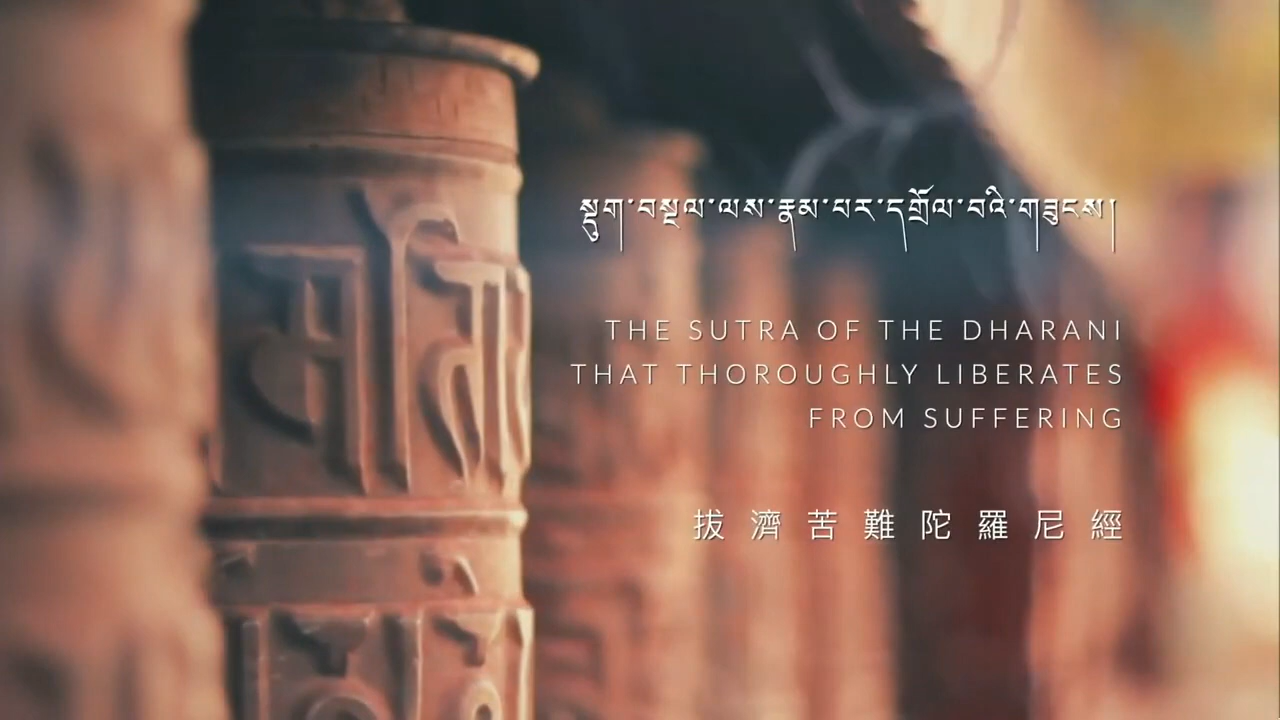 སྡུག་བསྔལ་ལས་རྣམ་པར་དགྲོལ་བའི་གཟུངས།
THE SUTRA OF THE DHARANI
THAT THOROUGHLY LIBERATES
FROM SUFFERING
拔濟苦難陀羅尼經